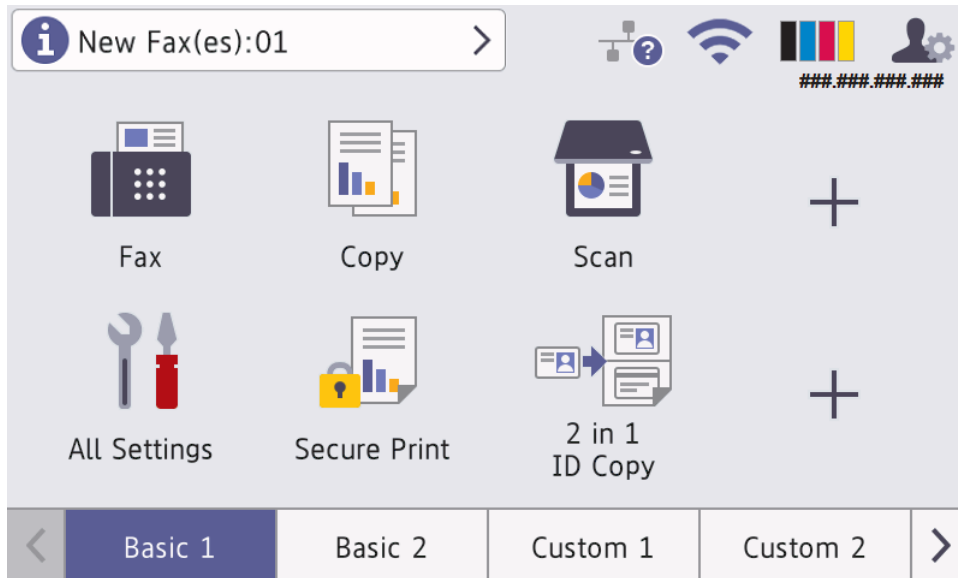 New Fax(es):01
###.###.###.###
Fax
Copy
Scan
All Settings
Secure Print
2 in 1
ID Copy
Basic 1
Basic 2
Custom 1
Custom 2